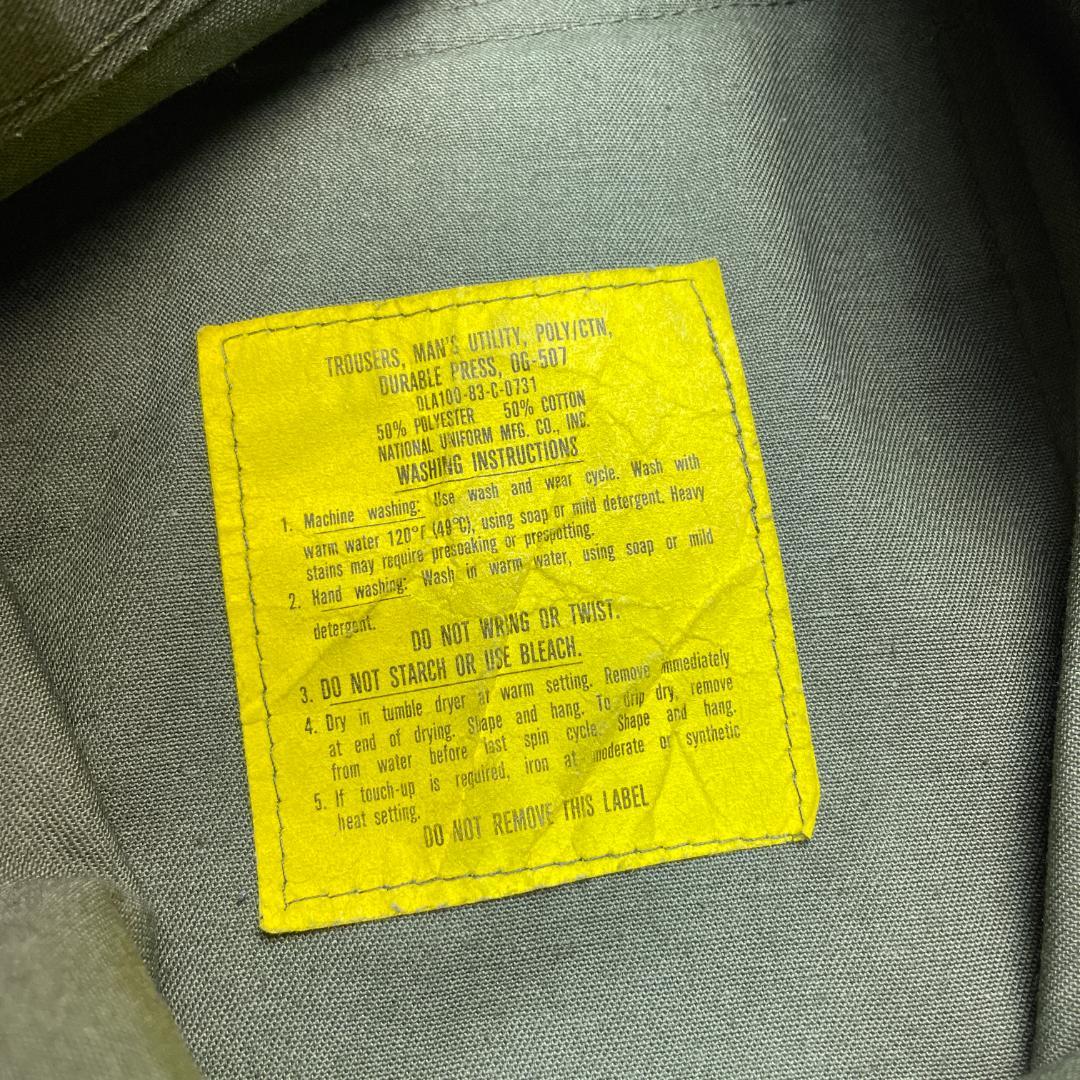 TROUSERS, MAN'S UTILITY, POLY/CTN,
DURABLE PRESS, OG-507
DLA100-83-C-0731
50% POLYESTER 50% COTTON
NATIONAL UNIFORM MFG. CO., INC.
WASHING INSTRUCTIONS
1. Machine washing: Use wash and wear cycle. Wash with
warm water 120°F (49°C), using soap or mild detergent. Heavy
stains may require presoaking or prespotting.
2. Hand washing: Wash in warm water, using soap or mild
detergent.
DO NOT WRING OR TWIST.
3. DO NOT STARCH OR USE BLEACH.
4. Dry in tumble dryer at warm setting. Remove immediately
at end of drying. Shape and hang. To drip dry, remove
from water before last spin cycle. Shape and hang.
5. If touch-up is required, iron at moderate or synthetic
heat setting.
DO NOT REMOVE THIS LABEL